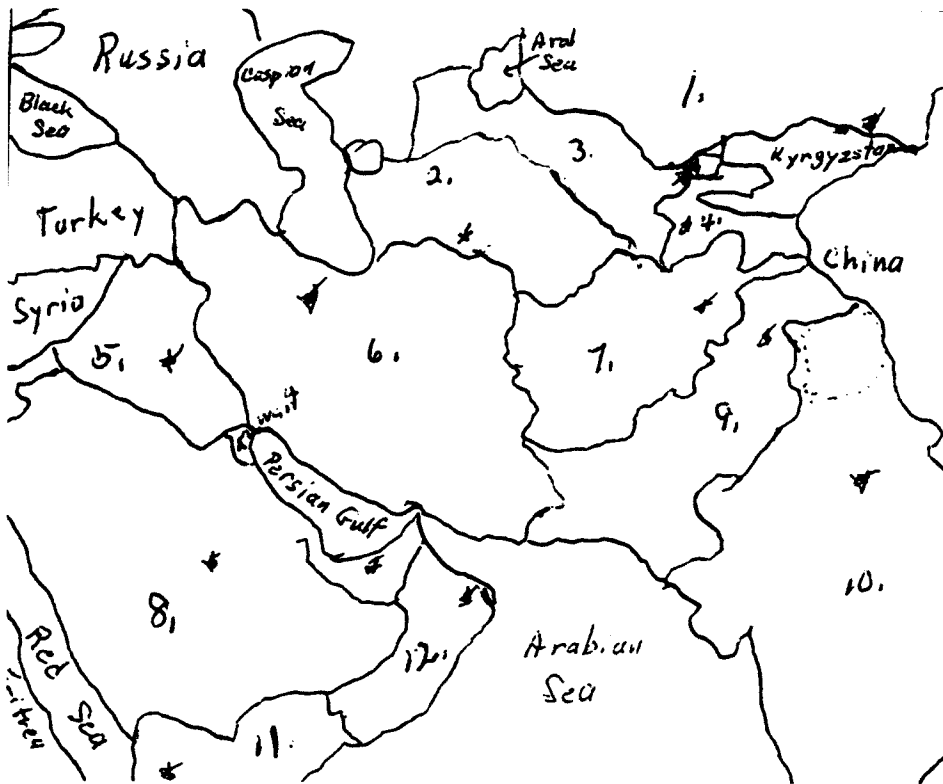 Russia
Aral
Sea
Caspian
Sea
1.
Black
Sea
3.
Kyrgyzstan
2.
Turkey
4.
China
Syria
5.
6.
7.
9.
Persian Gulf
10.
8.
Red Sea
12.
Arabian
Sea
11.